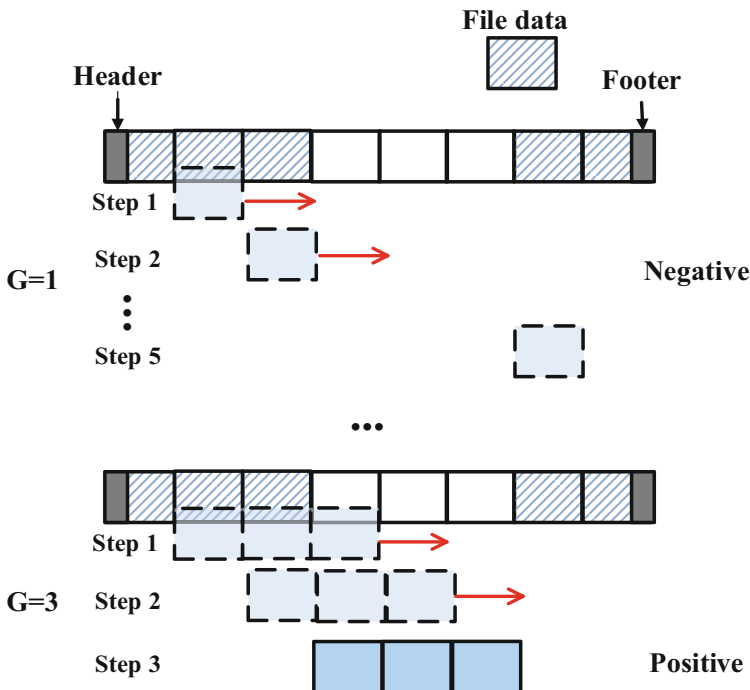 File data
Header
Footer
Step 1
Step 2
G=1
Negative
Step 5
...
Step 1
Step 2
G=3
Step 3
Positive